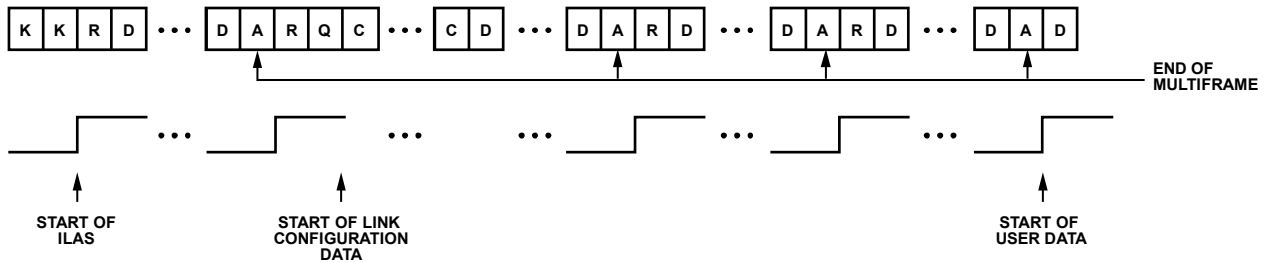 K K R D ••• D A R Q C ••• C D ••• D A R D ••• D A R D ••• D A D
END OF
MULTIFRAME
••• ••• ••• ••• •••
START OF
ILAS
START OF LINK
CONFIGURATION
DATA
START OF
USER DATA